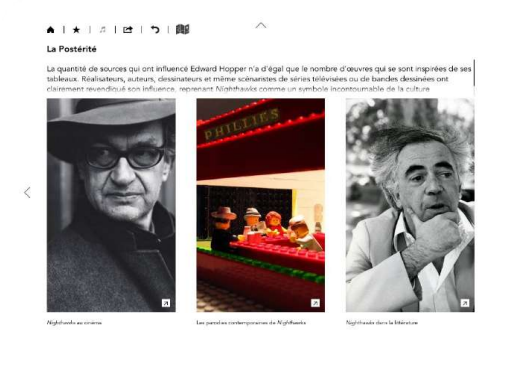 La Postérité
La quantité de sources qui ont influencé Edward Hopper n'a d'égal que le nombre d'œuvres qui se sont inspirées de ses
tableaux. Réalisateurs, auteurs, dessinateurs et même scénaristes de séries télévisées ou de bandes dessinées ont
clairement revendiqué son influence, reprenant Nighthawks comme un symbole incontournable de la culture
PHILLIES
Nighthawks au cinéma
Les parodies contemporaines de Nighthawks
Nighthawks dans la littérature